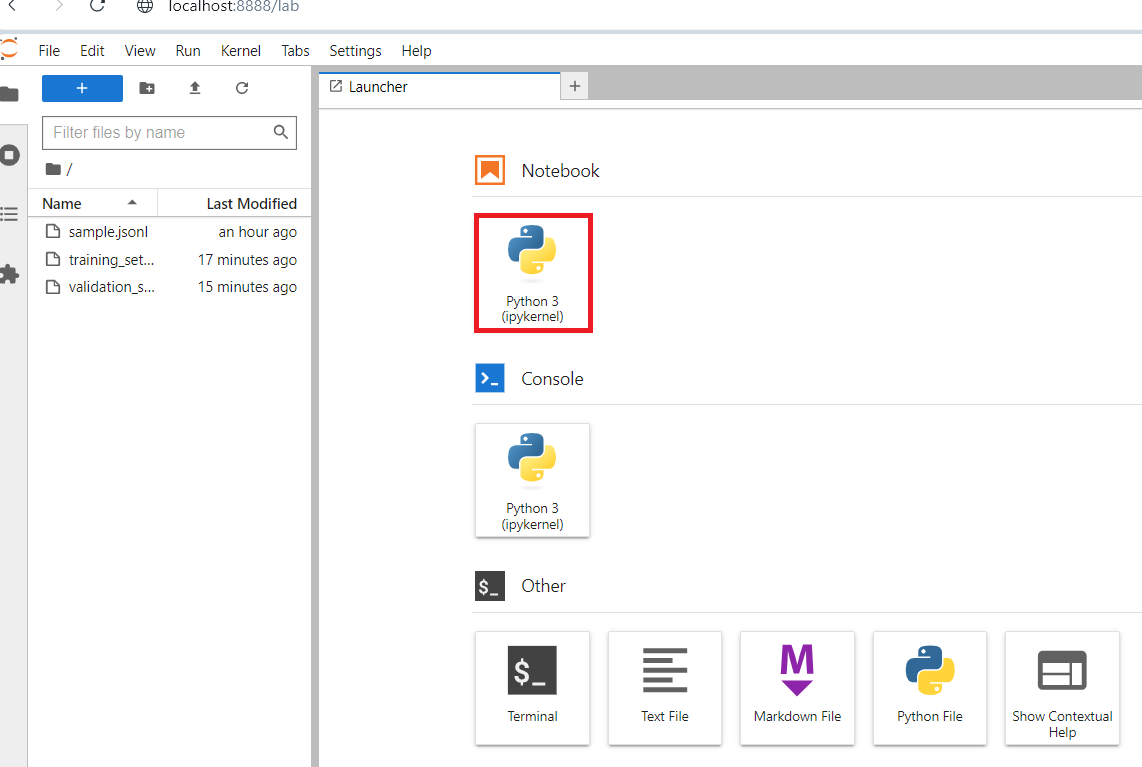 localhost:8888/lab
File Edit View Run Kernel Tabs Settings Help
+
Launcher +
Filter files by name
/
Name Last Modified
sample.jsonl an hour ago
training_set... 17 minutes ago
validation_s... 15 minutes ago
Notebook
Python 3
(ipykernel)
Console
Python 3
(ipykernel)
$_ Other
$_
M
Terminal
Text File
Markdown File
Python File
Show Contextual
Help